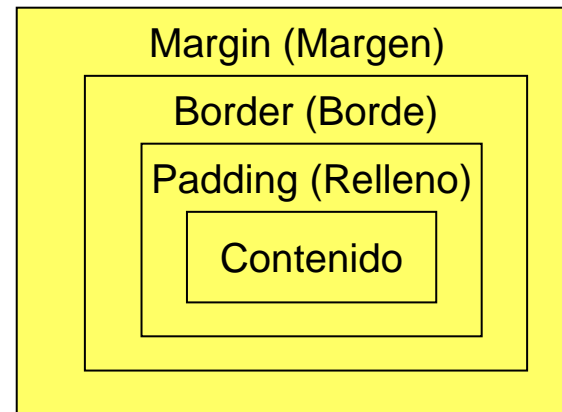 Margin (Margen)
Border (Borde)
Padding (Relleno)
Contenido